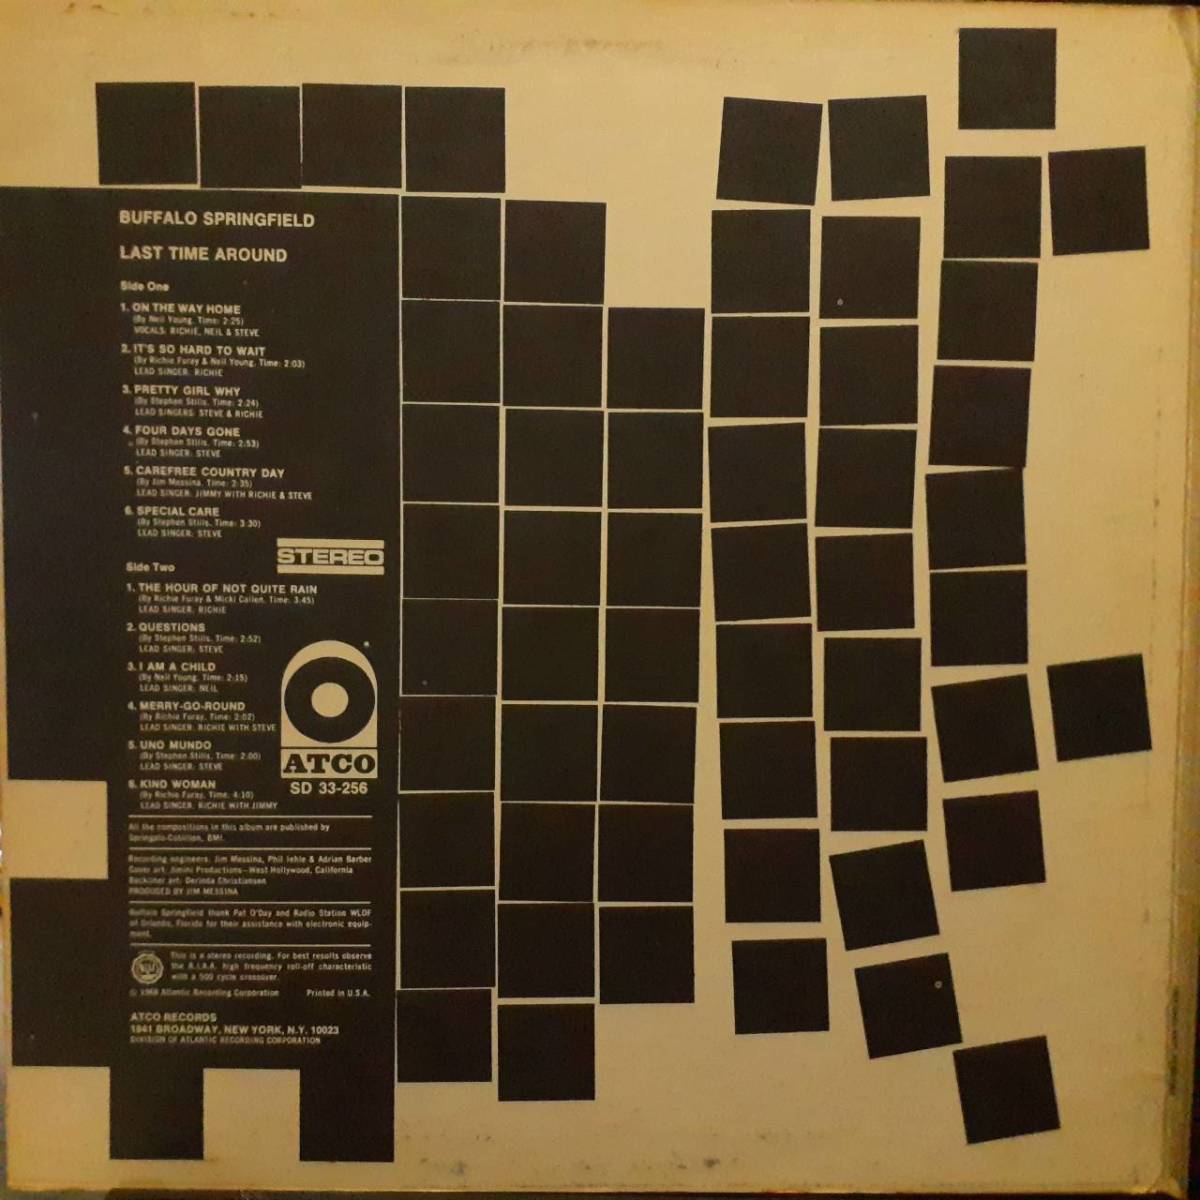 BUFFALO SPRINGFIELD
LAST TIME AROUND
Side One
1. ON THE WAY HOME
(By Neil Young. Time: 2:25)
VOCALS: RICHIE, NEIL & STEVE
2. IT'S SO HARD TO WAIT
(By Richie Furay & Neil Young. Time: 2:03)
LEAD SINGER: RICHIE
3. PRETTY GIRL WHY
(By Stephen Stills. Time: 2:24)
LEAD SINGERS: STEVE & RICHIE
4. FOUR DAYS GONE
(By Stephen Stills. Time: 2:53)
LEAD SINGER: STEVE
5. CAREFREE COUNTRY DAY
(By Jim Messina. Time: 2:35)
LEAD SINGER: JIMMY WITH RICHIE & STEVE
6. SPECIAL CARE
(By Stephen Stills. Time: 3:30)
LEAD SINGER: STEVE
STEREO
Side Two
1. THE HOUR OF NOT QUITE RAIN
(By Richie Furay & Micki Callen. Time: 3:45)
LEAD SINGER: RICHIE
2. QUESTIONS
(By Stephen Stills. Time: 2:52)
LEAD SINGER: STEVE
3. I AM A CHILD
(By Neil Young. Time: 2:15)
LEAD SINGER: NEIL
4. MERRY-GO-ROUND
(By Richie Furay. Time: 2:02)
LEAD SINGER: RICHIE WITH STEVE
5. UNO MUNDO
(By Stephen Stills. Time: 2:00)
LEAD SINGER: STEVE
6. KIND WOMAN
(By Richie Furay. Time: 4:10)
LEAD SINGER: RICHIE WITH JIMMY
ATCO
SD 33-256
All the compositions in this album are published by
Springalo-Cotillion, BMI.
Recording engineers: Jim Messina, Phil Iehle & Adrian Barber
Cover art: Jimini Productions—West Hollywood, California
Backliner art: Dorinda Christiansen
PRODUCED BY JIM MESSINA
Buffalo Springfield thank Pat O'Day and Radio Station WLOF
of Orlando, Florida for their assistance with electronic equip-
ment.
This is a stereo recording. For best results observe
the R.I.A.A. high frequency roll-off characteristic
with a 500 cycle crossover.
© 1968 Atlantic Recording Corporation Printed in U.S.A.
ATCO RECORDS
1841 BROADWAY, NEW YORK, N.Y. 10023
DIVISION OF ATLANTIC RECORDING CORPORATION